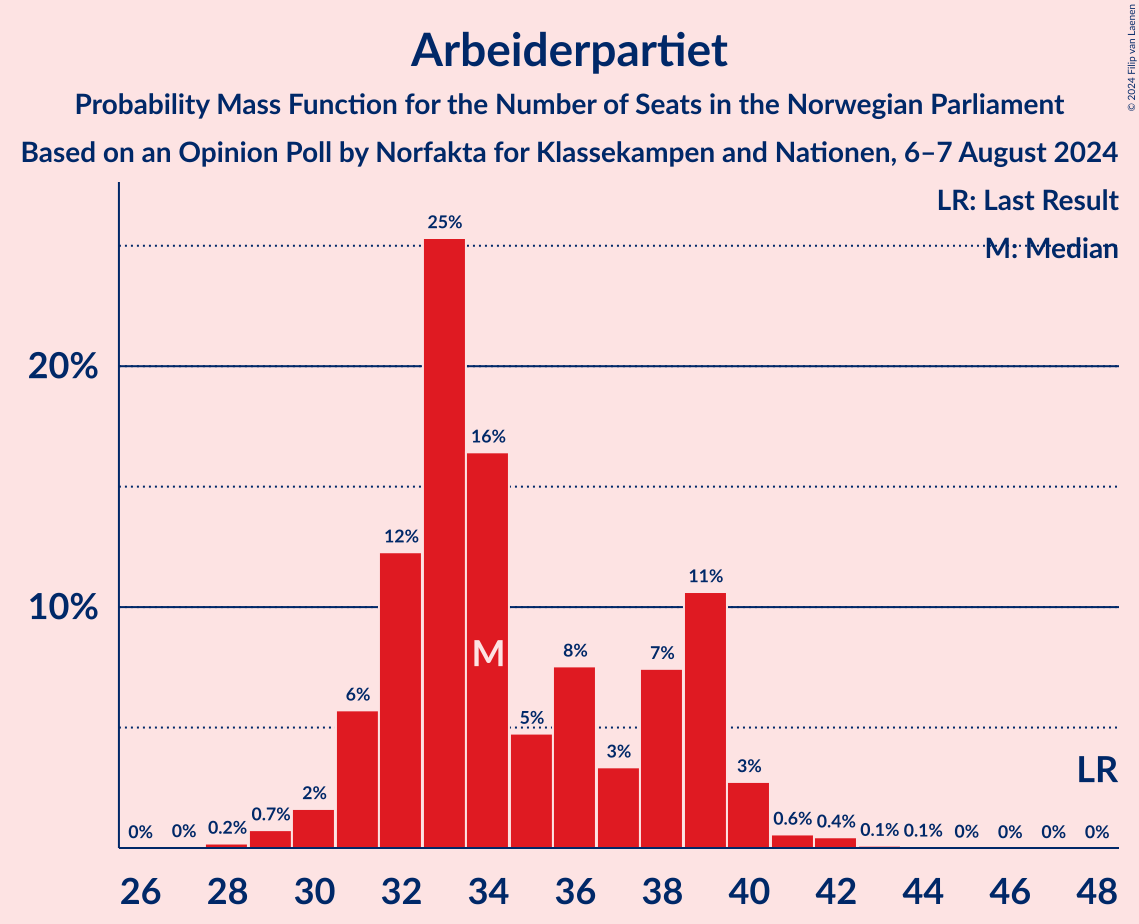 © 2024 Filip van Laenen
Arbeiderpartiet
Probability Mass Function for the Number of Seats in the Norwegian Parliament
Based on an Opinion Poll by Norfakta for Klassekampen and Nationen, 6–7 August 2024
LR: Last Result
M: Median
25%
20%
16%
12%
11%
10%
M
8%
7%
6%
5%
3%
3%
LR
2%
0.7%
0.6%
0.4%
0.2%
0.1%
0.1%
0%
0%
0%
0%
0%
0%
26 28 30 32 34 36 38 40 42 44 46 48